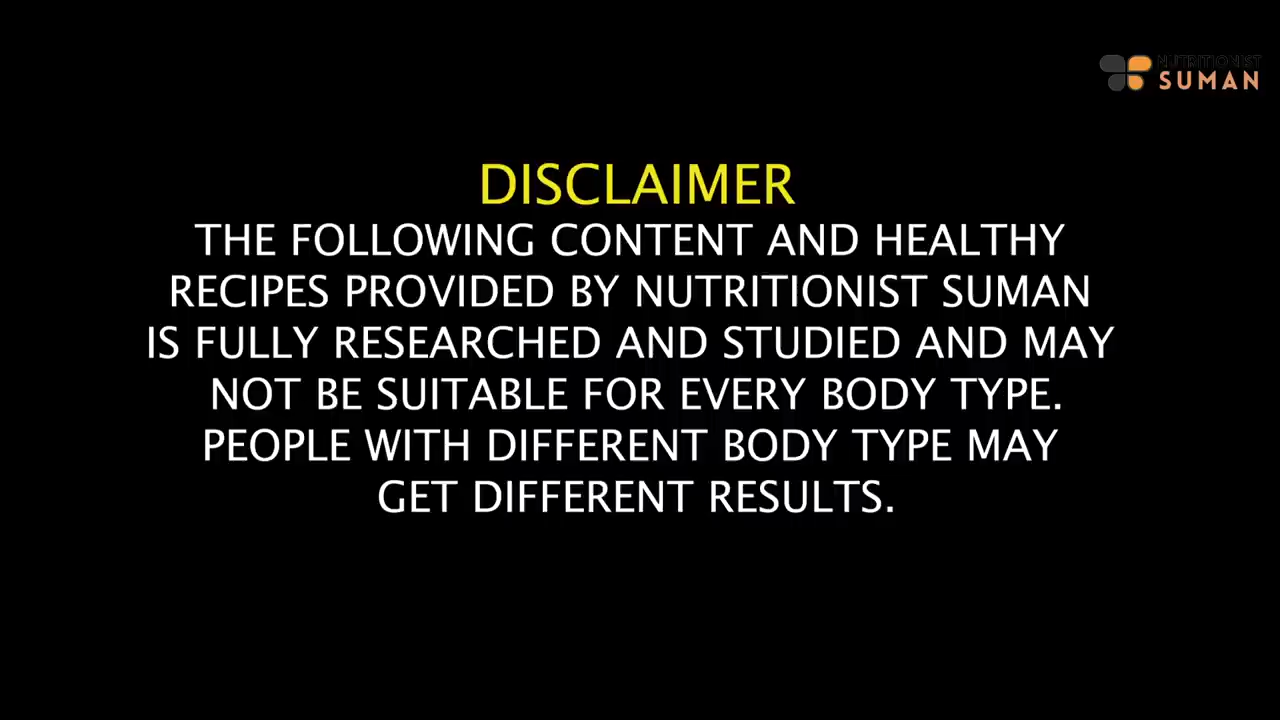 NUTRITIONIST
SUMAN
DISCLAIMER
THE FOLLOWING CONTENT AND HEALTHY
RECIPES PROVIDED BY NUTRITIONIST SUMAN
IS FULLY RESEARCHED AND STUDIED AND MAY
NOT BE SUITABLE FOR EVERY BODY TYPE.
PEOPLE WITH DIFFERENT BODY TYPE MAY
GET DIFFERENT RESULTS.